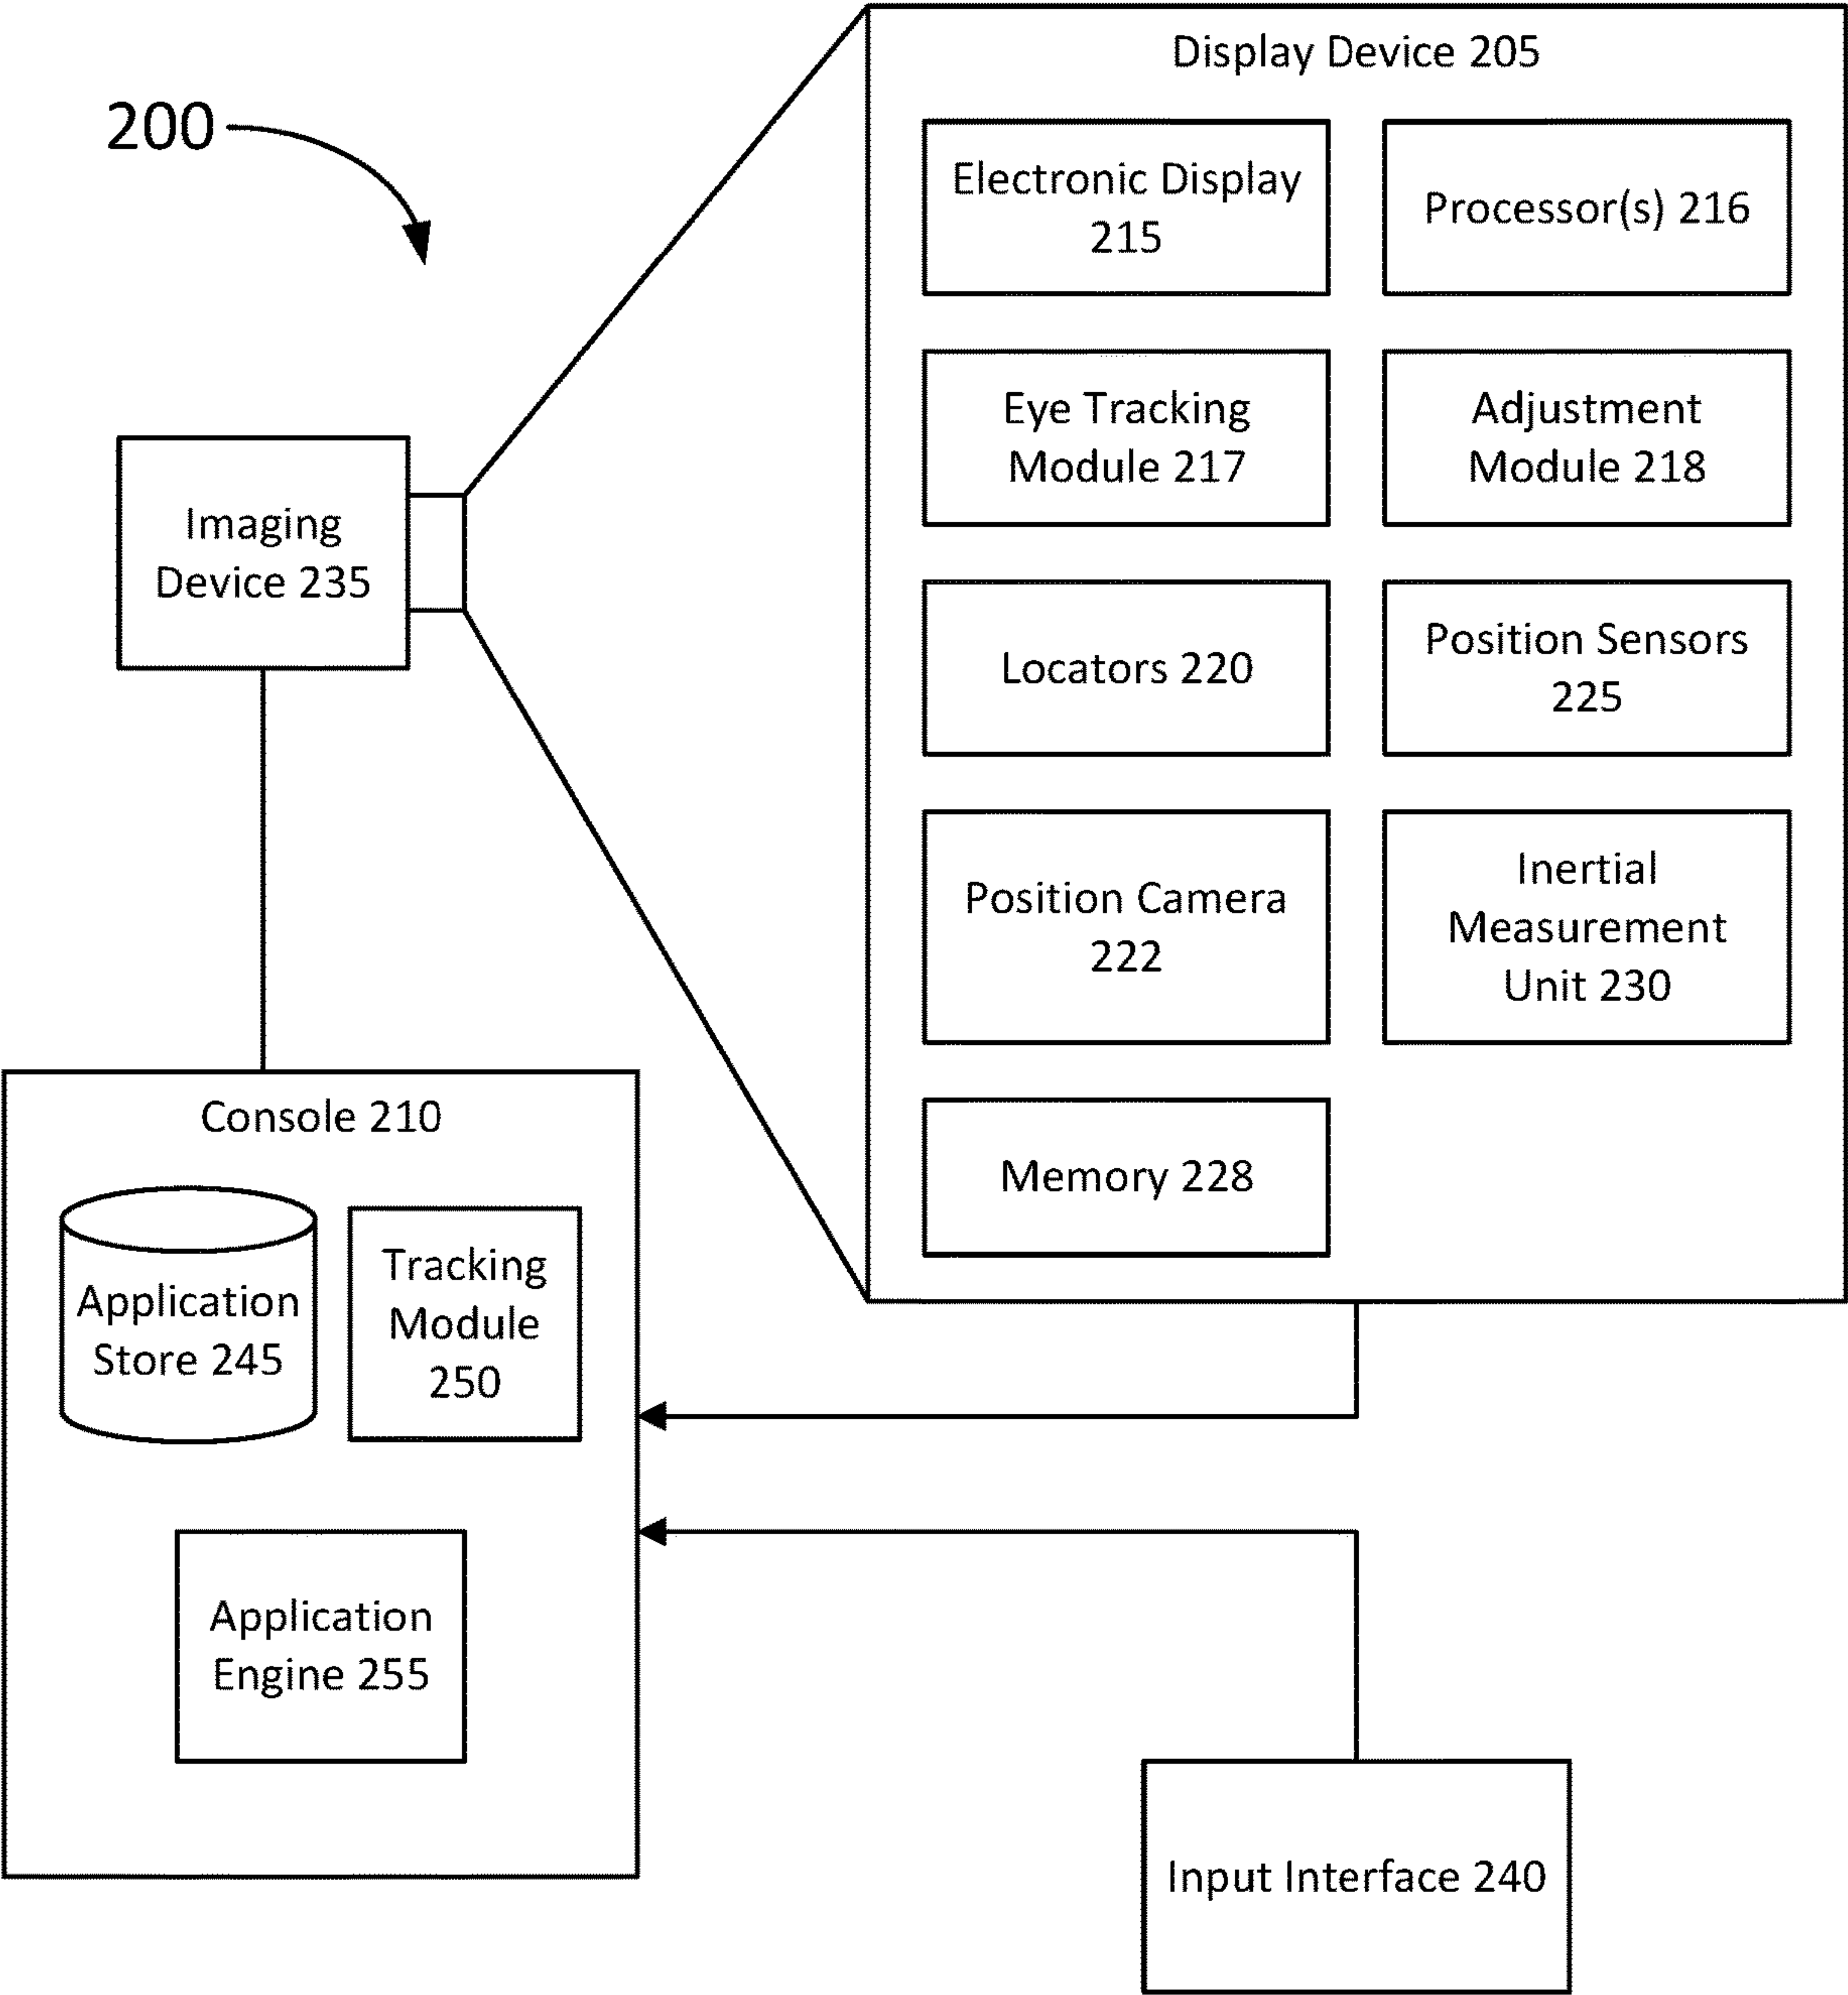 200
Display Device 205
Electronic Display
215
Processor(s) 216
Eye Tracking
Module 217
Adjustment
Module 218
Imaging
Device 235
Locators 220
Position Sensors
225
Position Camera
222
Inertial
Measurement
Unit 230
Memory 228
Console 210
Application
Store 245
Tracking
Module
250
Application
Engine 255
Input Interface 240